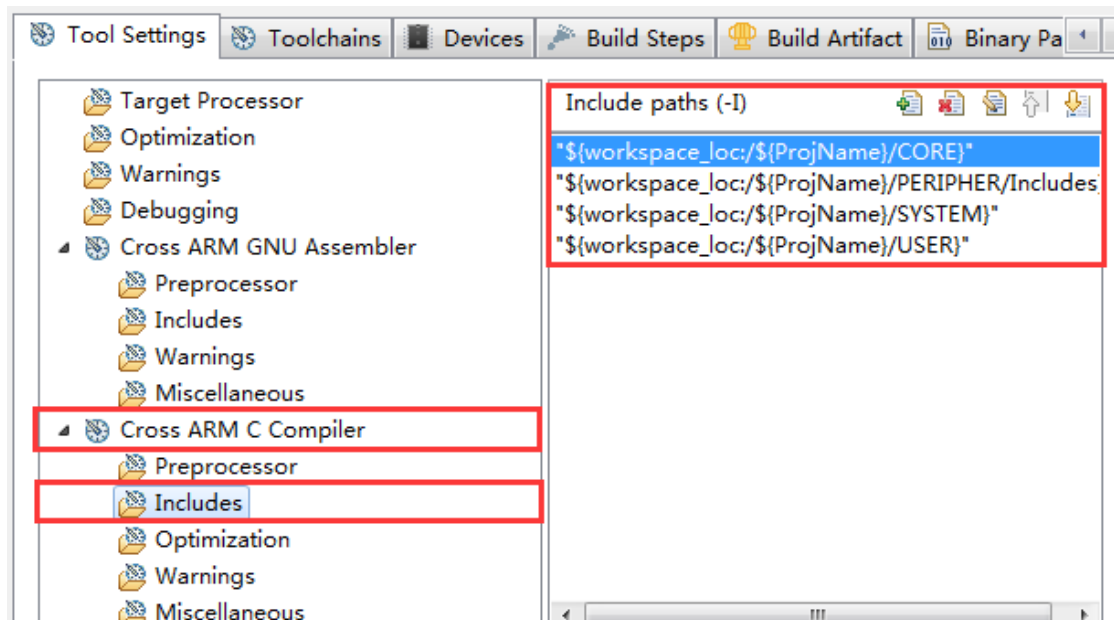 Tool Settings Toolchains Devices Build Steps Build Artifact Binary Pa
Target Processor
Optimization
Warnings
Debugging
Cross ARM GNU Assembler
Preprocessor
Includes
Warnings
Miscellaneous
Cross ARM C Compiler
Preprocessor
Includes
Optimization
Warnings
Miscellaneous
Include paths (-I)
"${workspace_loc:/${ProjName}/CORE}"
"${workspace_loc:/${ProjName}/PERIPHER/Includes
"${workspace_loc:/${ProjName}/SYSTEM}"
"${workspace_loc:/${ProjName}/USER}"